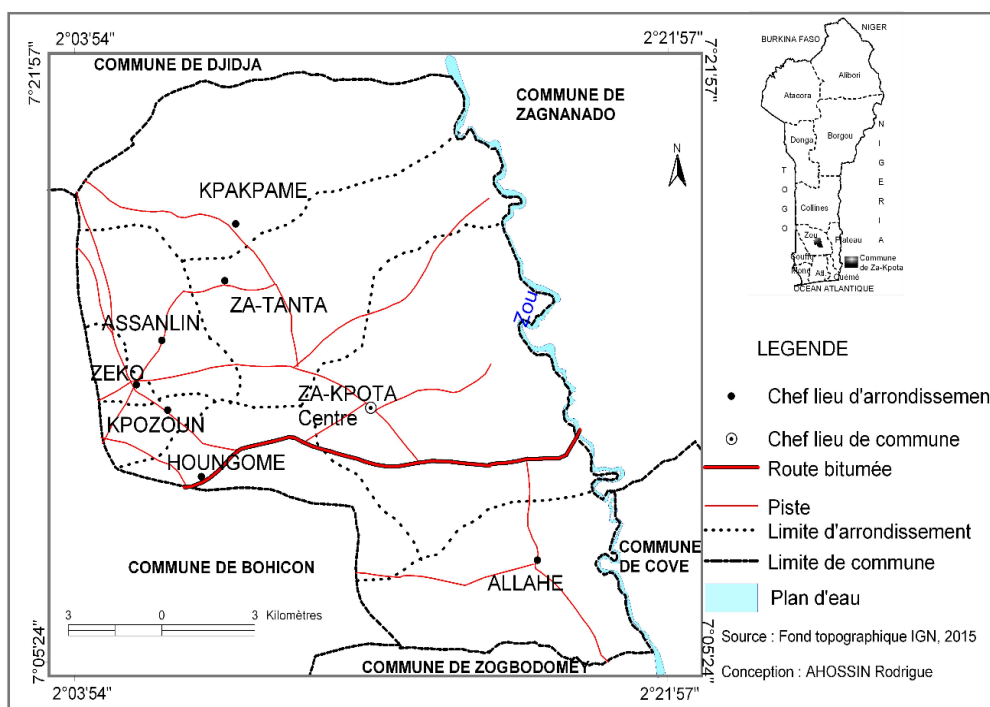 2°03'54"
2°21'57"
7°21'57"
7°21'57"
COMMUNE DE DJIDJA
COMMUNE DE
ZAGNANADO
N
KPAKPAME
ZA-TANTA
ASSANLIN
ZEKO
ZA-KPOTA
Centre
KPOZOUN
HOUNGOME
Zou
ALLAHE
COMMUNE DE BOHICON
COMMUNE
DE COVE
COMMUNE DE ZOGBODOMEY
3 0 3 Kilomètres
7°05'24"
7°05'24"
2°03'54"
2°21'57"
BURKINA FASO
NIGER
Alibori
Atacora
Borgou
Donga
NIGERIA
TOGO
Collines
Zou
Plateau
Couffo
Mono
Atl.
Ouémé
OCEAN ATLANTIQUE
Commune
de Za-Kpota
LEGENDE
Chef lieu d'arrondissemen
Chef lieu de commune
Route bitumée
Piste
Limite d'arrondissement
Limite de commune
Plan d'eau
Source : Fond topographique IGN, 2015
Conception : AHOSSIN Rodrigue